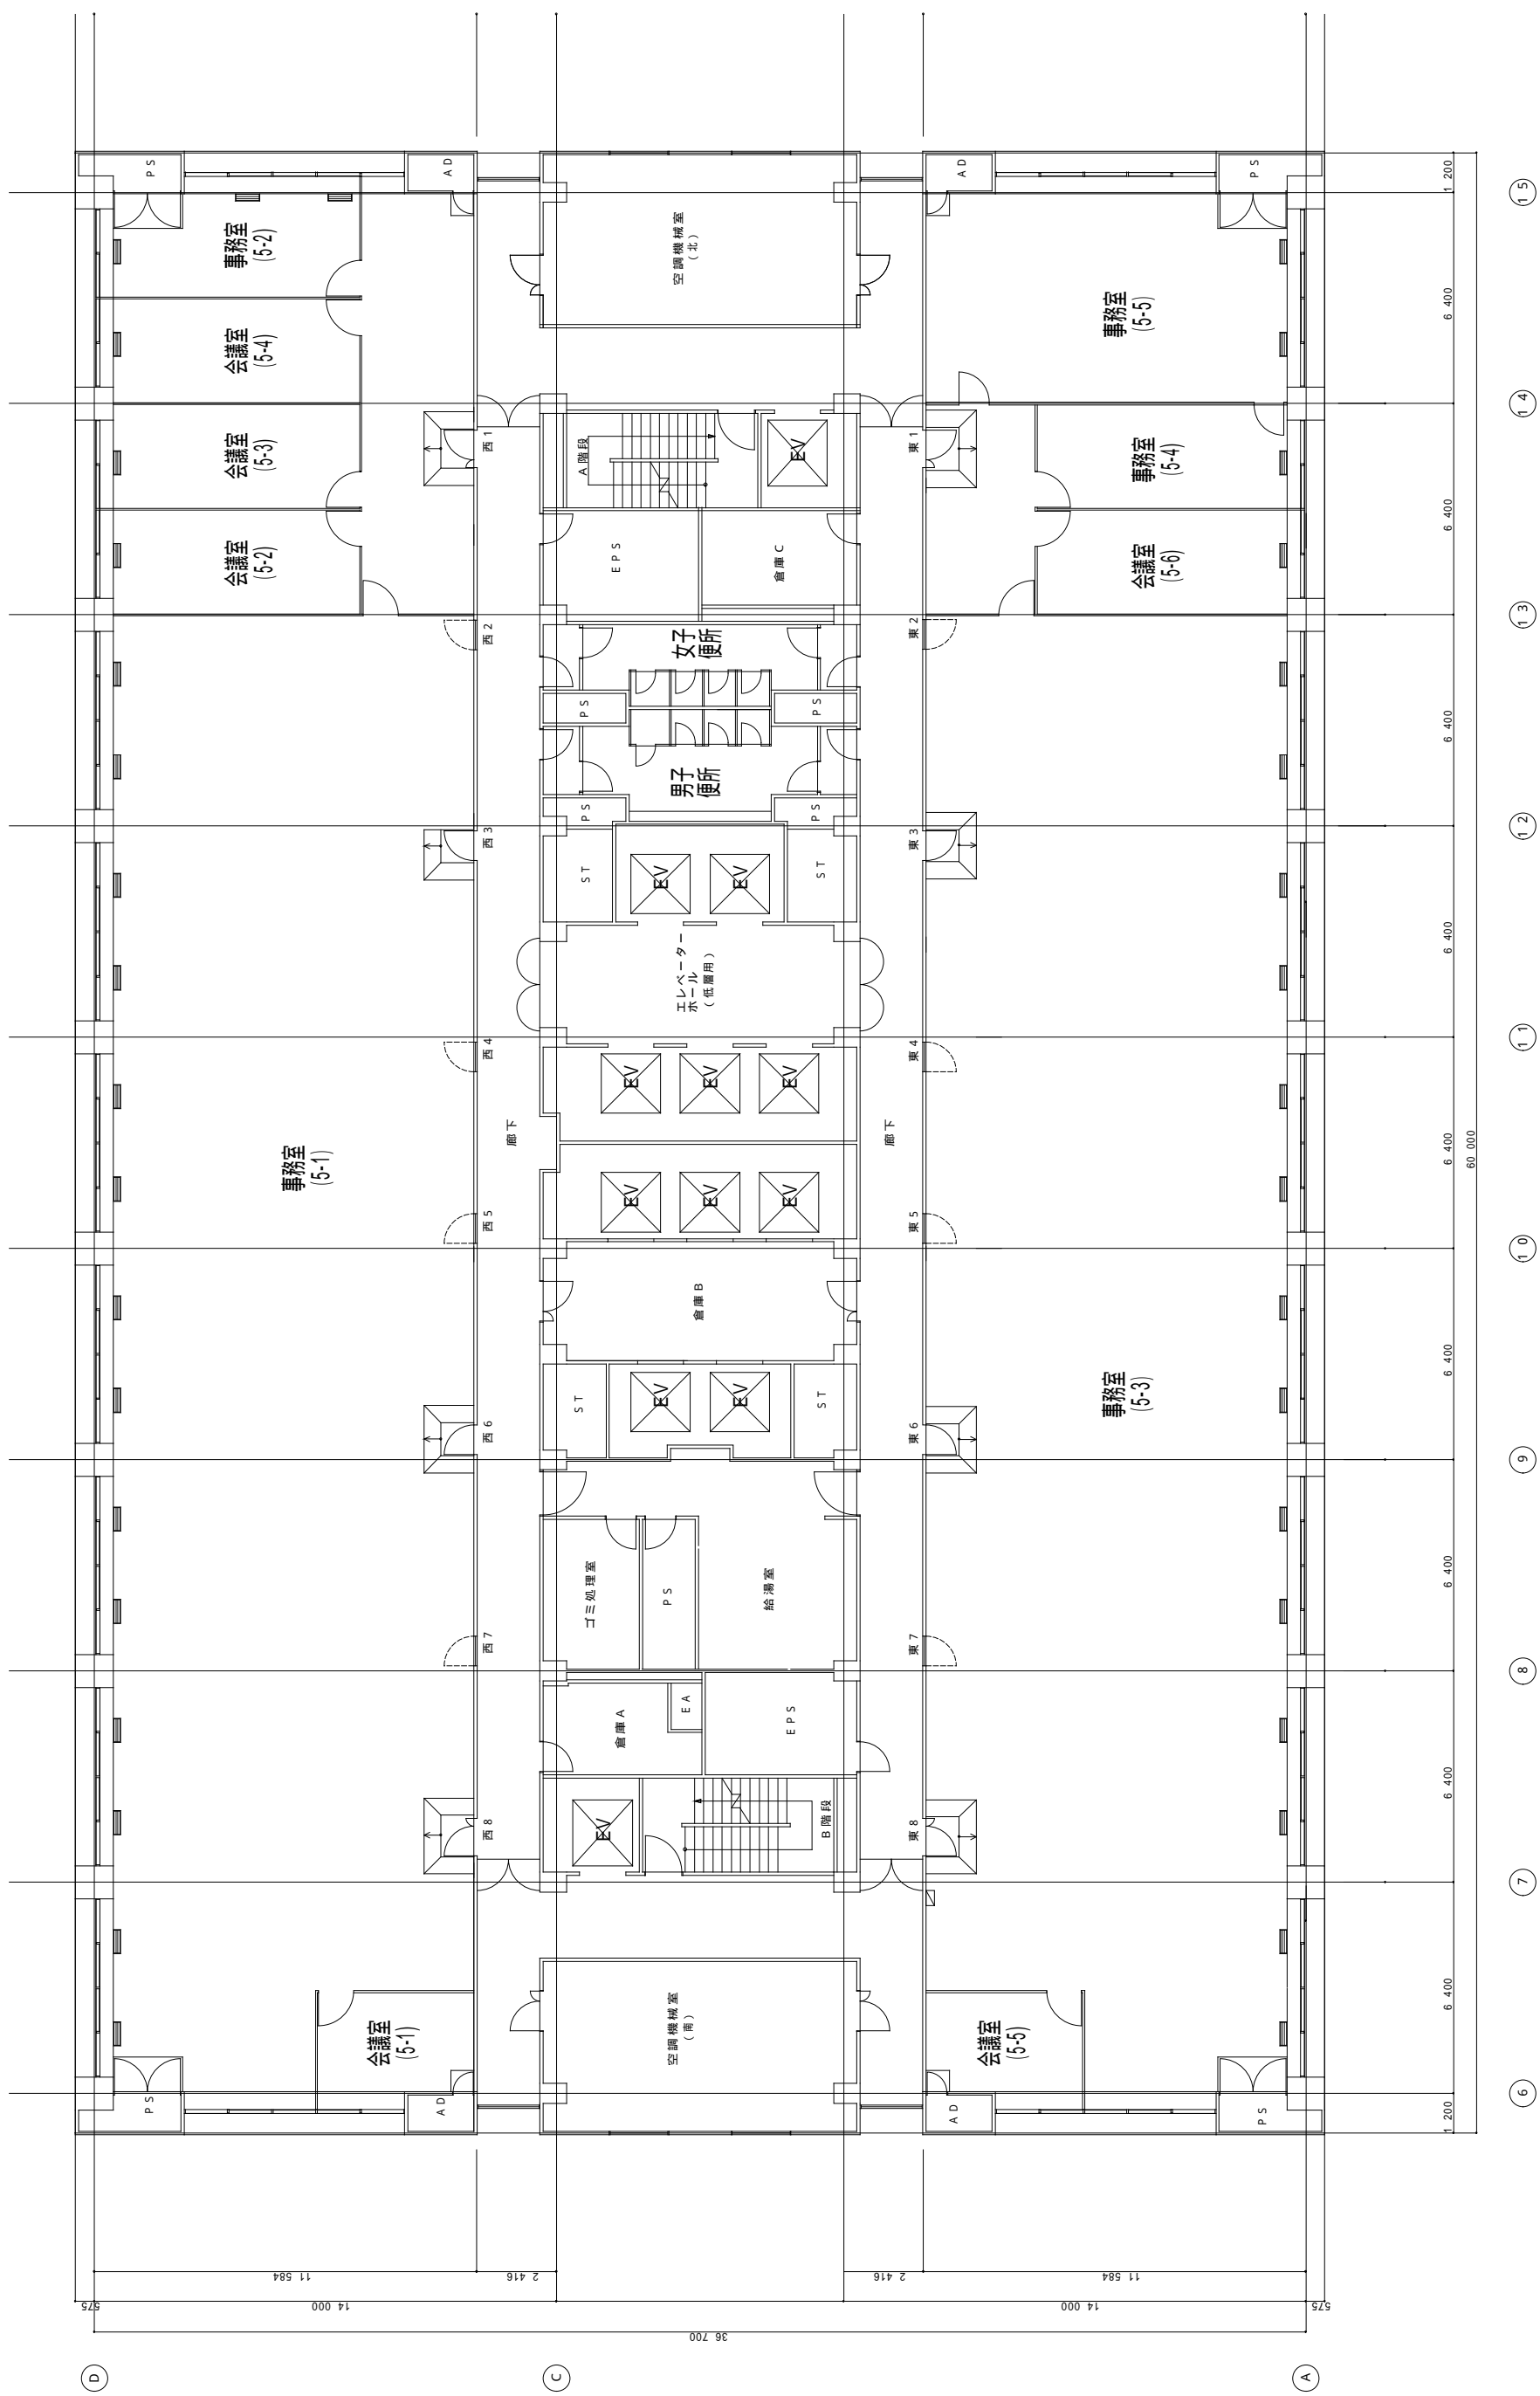 PS
AD
AD
PS
1 200
15
事務室
(5-2)
空調機械室
(北)
事務室
(5-5)
6 400
会議室
(5-4)
14
会議室
(5-3)
西1
A階段
EV
東1
事務室
(5-4)
6 400
会議室
(5-2)
EPS
倉庫C
会議室
(5-6)
13
西2
女子
便所
東2
PS
PS
6 400
男子
便所
PS
PS
12
西3
東3
ST
EV
EV
ST
エレベーター
ホール
(低層用)
6 400
11
西4
東4
EV
EV
EV
廊下
廊下
6 400
60 000
事務室
(5-1)
EV
EV
EV
西5
東5
10
倉庫B
6 400
ST
EV
EV
ST
事務室
(5-3)
西6
東6
9
ゴミ処理室
PS
給湯室
6 400
西7
東7
8
倉庫A
EA
EPS
6 400
西8
EV
B階段
東8
7
会議室
(5-1)
空調機械室
(南)
会議室
(5-5)
6 400
6
PS
AD
AD
PS
1 200
11 584
2 416
2 416
11 584
575
14 000
14 000
575
36 700
D
C
A